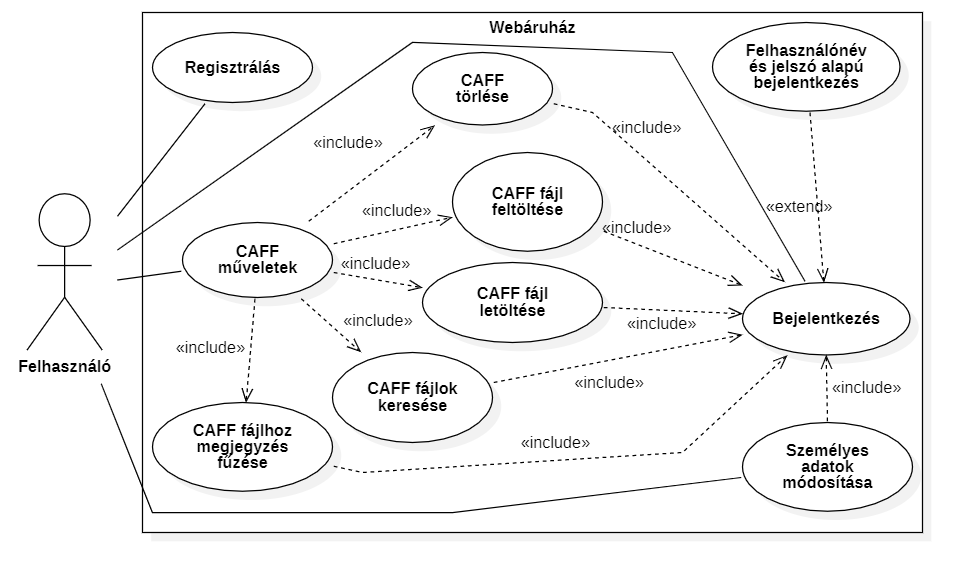 Webáruház
Regisztrálás
Felhasználónév
és jelszó alapú
bejelentkezés
CAFF
törlése
«include»
«include»
CAFF fájl
feltöltése
«include»
«extend»
«include»
CAFF
műveletek
«include»
CAFF fájl
letöltése
«include»
Bejelentkezés
«include»
«include»
Felhasználó
CAFF fájlok
keresése
«include»
«include»
CAFF fájlhoz
megjegyzés
fűzése
«include»
Személyes
adatok
módosítása